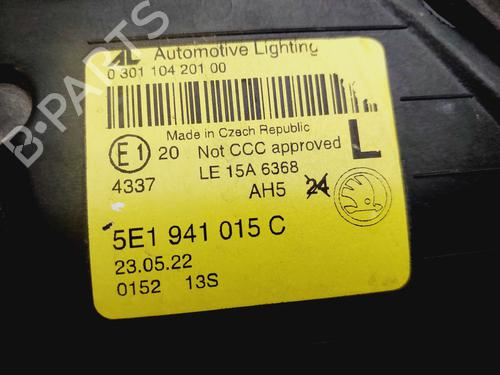 AL Automotive Lighting
0 301 104 201 00
Made in Czech Republic
E1 20 Not CCC approved L
4337 LE 15A 6368
AH5 24
5E1 941 015 C
23.05.22
0152 13S
B-PARTS